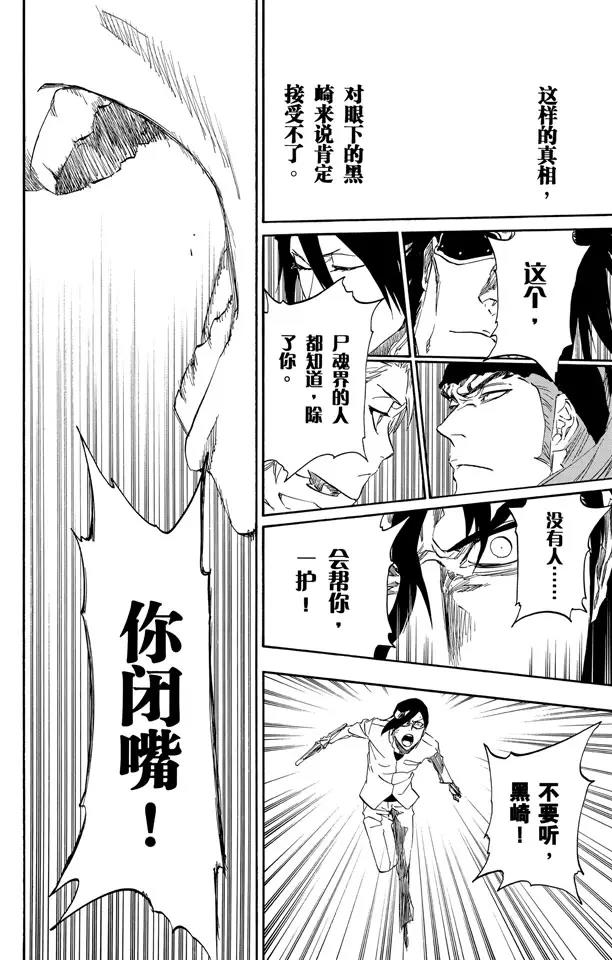 这样的真相，
对眼下的黑
崎来说肯定
接受不了。
这个，
尸魂界的人
都知道，除
了你。
没有人……
会帮你，
一护！
不要听，
黑崎！
你闭嘴！